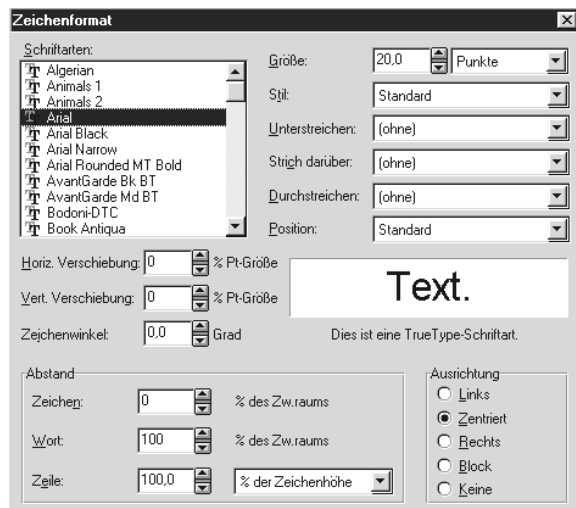 Zeichenformat
Schriftarten:
Algerian
Animals 1
Animals 2
Arial
Arial Black
Arial Narrow
Arial Rounded MT Bold
AvantGarde Bk BT
AvantGarde Md BT
Bodoni-DTC
Book Antiqua
Größe: 20,0 Punkte
Stil: Standard
Unterstreichen: (ohne)
Strich darüber: (ohne)
Durchstreichen: (ohne)
Position: Standard
Horiz. Verschiebung: 0 % Pt-Größe
Vert. Verschiebung: 0 % Pt-Größe
Zeichenwinkel: 0,0 Grad
Text.
Dies ist eine TrueType-Schriftart.
Abstand
Zeichen: 0 % des Zw.raums
Wort: 100 % des Zw.raums
Zeile: 100,0 % der Zeichenhöhe
Ausrichtung
Links
Zentriert
Rechts
Block
Keine